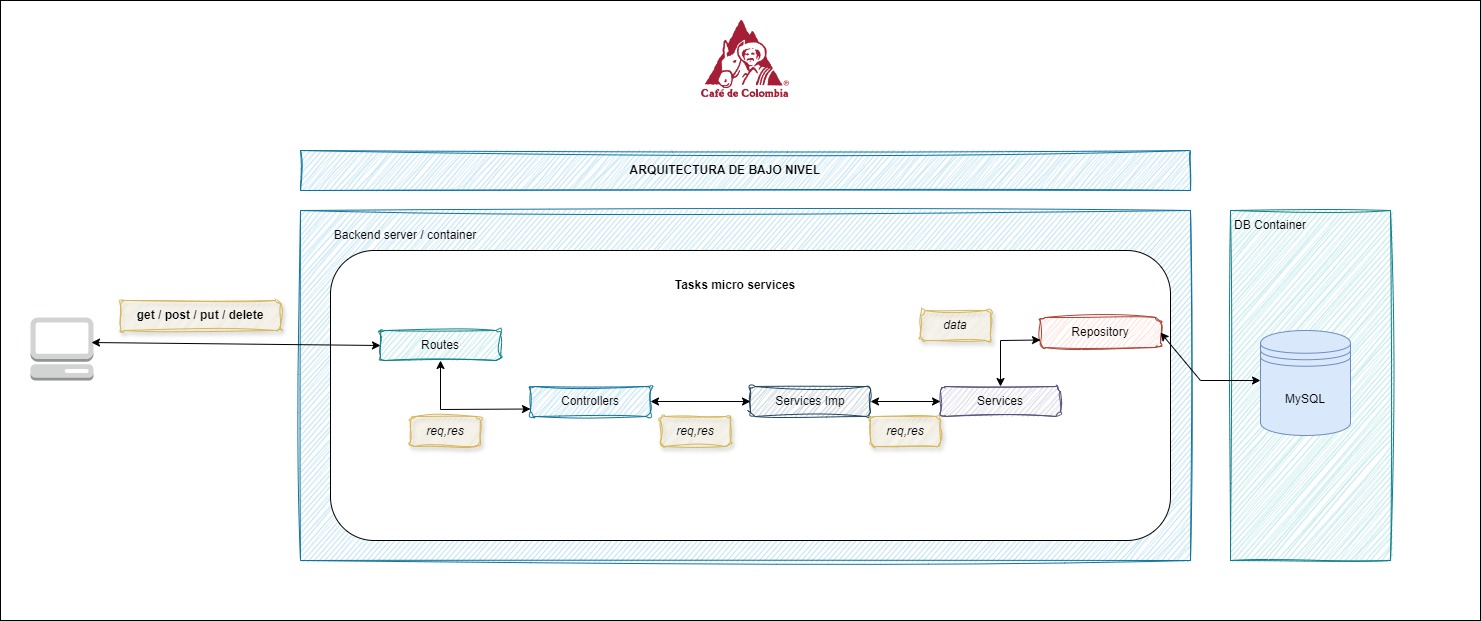 Café de Colombia
®
ARQUITECTURA DE BAJO NIVEL
Backend server / container
DB Container
Tasks micro services
get / post / put / delete
data
Repository
Routes
Controllers
Services Imp
Services
MySQL
req,res
req,res
req,res